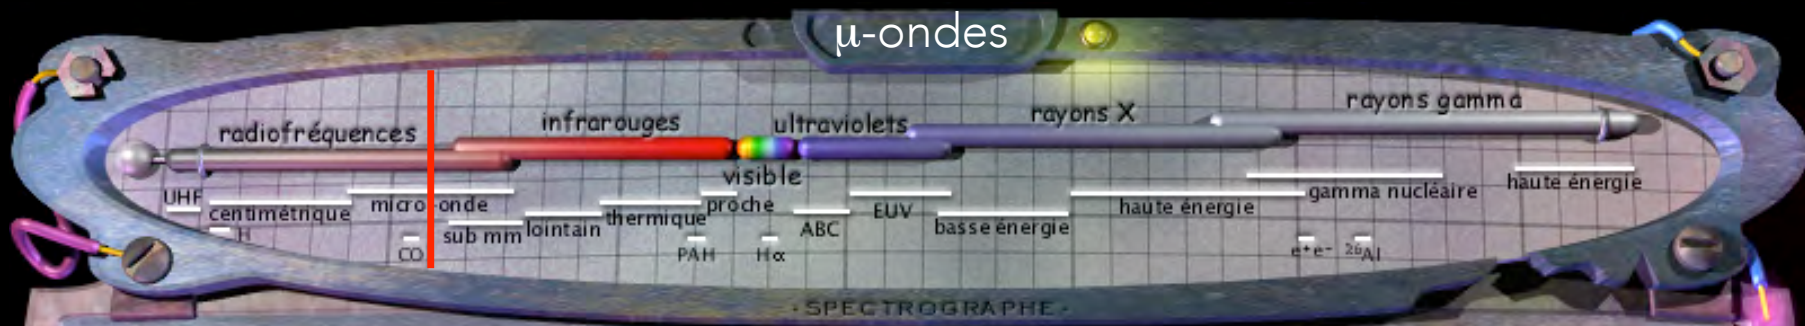 μ-ondes
radiofréquences
infrarouges
visible
ultraviolets
rayons X
rayons gamma
UHF
centimétrique
micro-onde
sub mm
lointain
thermique
proche
ABC
EUV
basse énergie
haute énergie
gamma nucléaire
haute énergie
H
CO
PAH
Hα
e⁺e⁻
²⁶Al
·SPECTROGRAPHE·